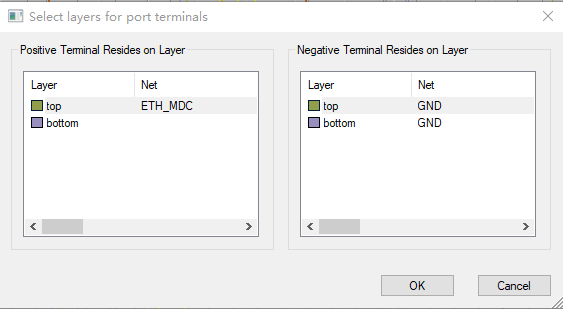 Select layers for port terminals
Positive Terminal Resides on Layer
Layer Net
top ETH_MDC
bottom
Negative Terminal Resides on Layer
Layer Net
top GND
bottom GND
OK Cancel